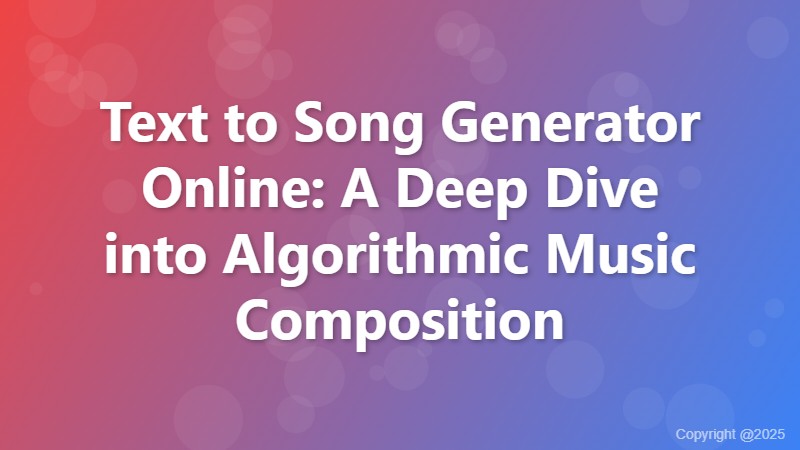 Text to Song Generator
Online: A Deep Dive
into Algorithmic Music
Composition
Copyright @2025